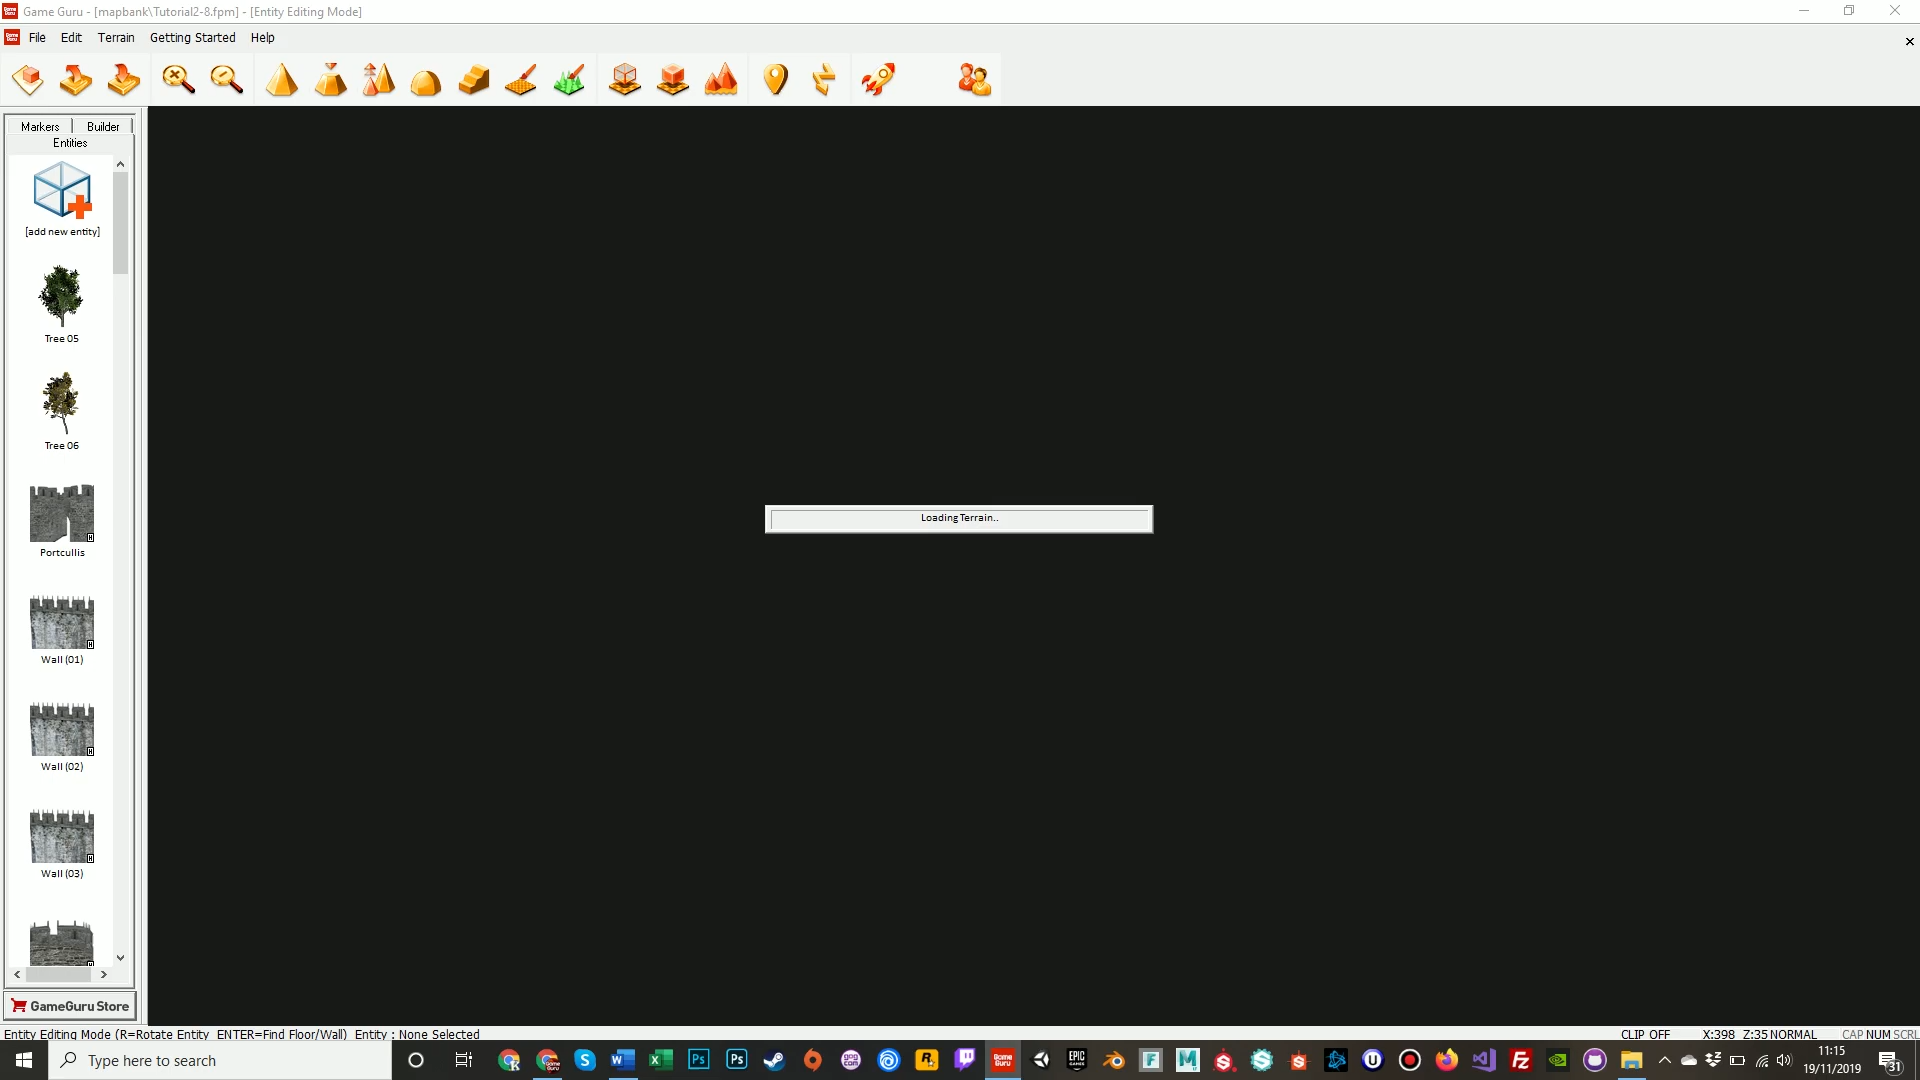 Game Guru - [mapbank\Tutorial2-8.fpm] - [Entity Editing Mode]
File Edit Terrain Getting Started Help
Markers Builder
Entities
[add new entity]
Tree 05
Tree 06
Portcullis
Wall (01)
Wall (02)
Wall (03)
Loading Terrain..
GameGuru Store
Entity Editing Mode (R=Rotate Entity ENTER=Find Floor/Wall) Entity : None Selected
CLIP OFF X:398 Z:35 NORMAL CAP NUM SCRL
Type here to search
11:15
19/11/2019
31